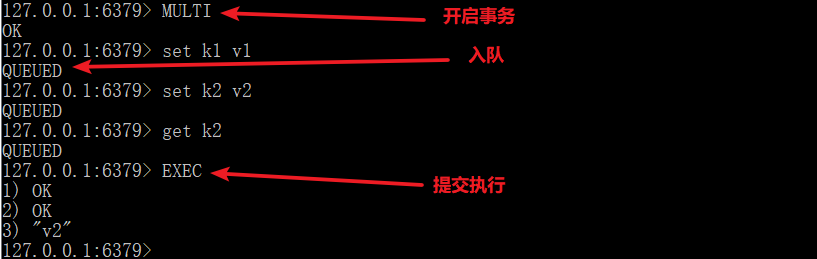 127.0.0.1:6379> MULTI 开启事务
OK
127.0.0.1:6379> set k1 v1 入队
QUEUED
127.0.0.1:6379> set k2 v2
QUEUED
127.0.0.1:6379> get k2
QUEUED
127.0.0.1:6379> EXEC 提交执行
1) OK
2) OK
3) "v2"
127.0.0.1:6379>